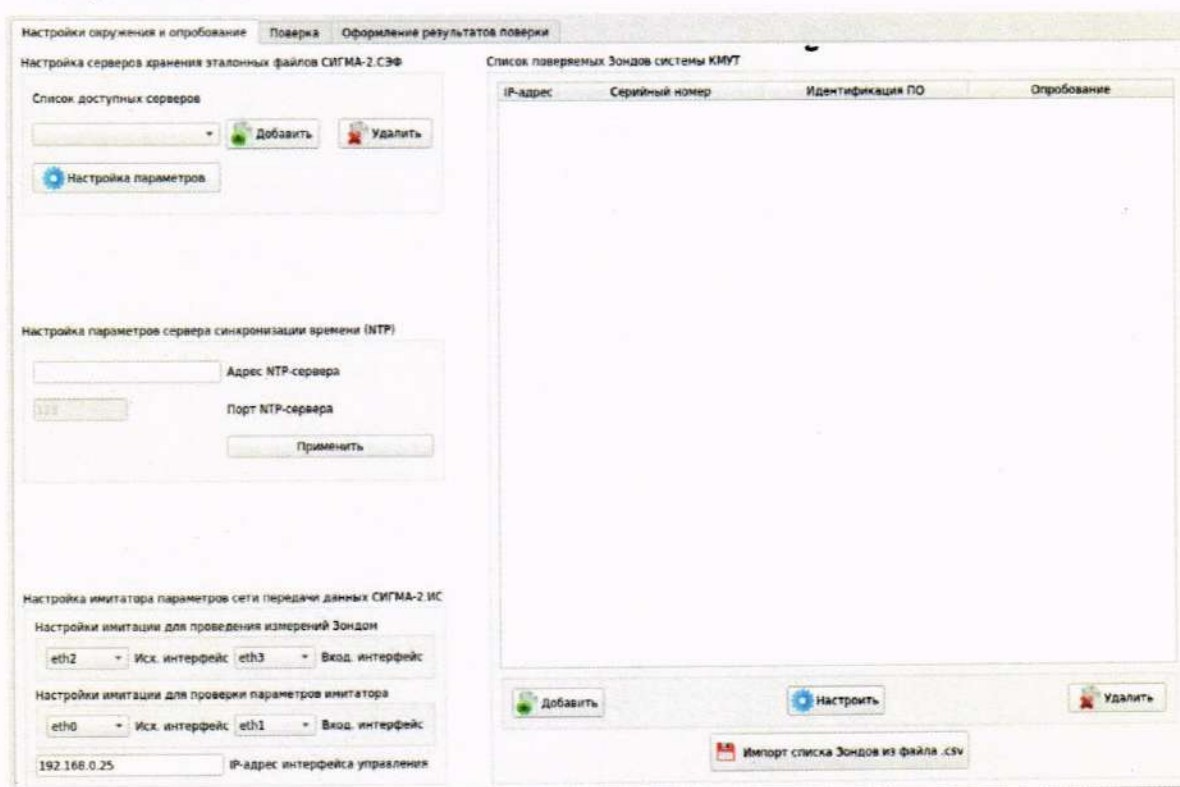 Настройки окружения и опробование
Поверка
Оформление результатов поверки
Настройка серверов хранения эталонных файлов СИГМА-2.СЭФ
Список доступных серверов
Добавить
Удалить
Настройка параметров
Настройка параметров сервера синхронизации времени (NTP)
Адрес NTP-сервера
123
Порт NTP-сервера
Применить
Настройка имитатора параметров сети передачи данных СИГМА-2.ИС
Настройки имитации для проведения измерений Зондом
eth2
Исх. интерфейс
eth3
Вход. интерфейс
Настройки имитации для проверки параметров имитатора
eth0
Исх. интерфейс
eth1
Вход. интерфейс
192.168.0.25
IP-адрес интерфейса управления
Список поверяемых Зондов системы КМУТ
IP-адрес
Серийный номер
Идентификация ПО
Опробование
Добавить
Настроить
Удалить
Импорт списка Зондов из файла .csv